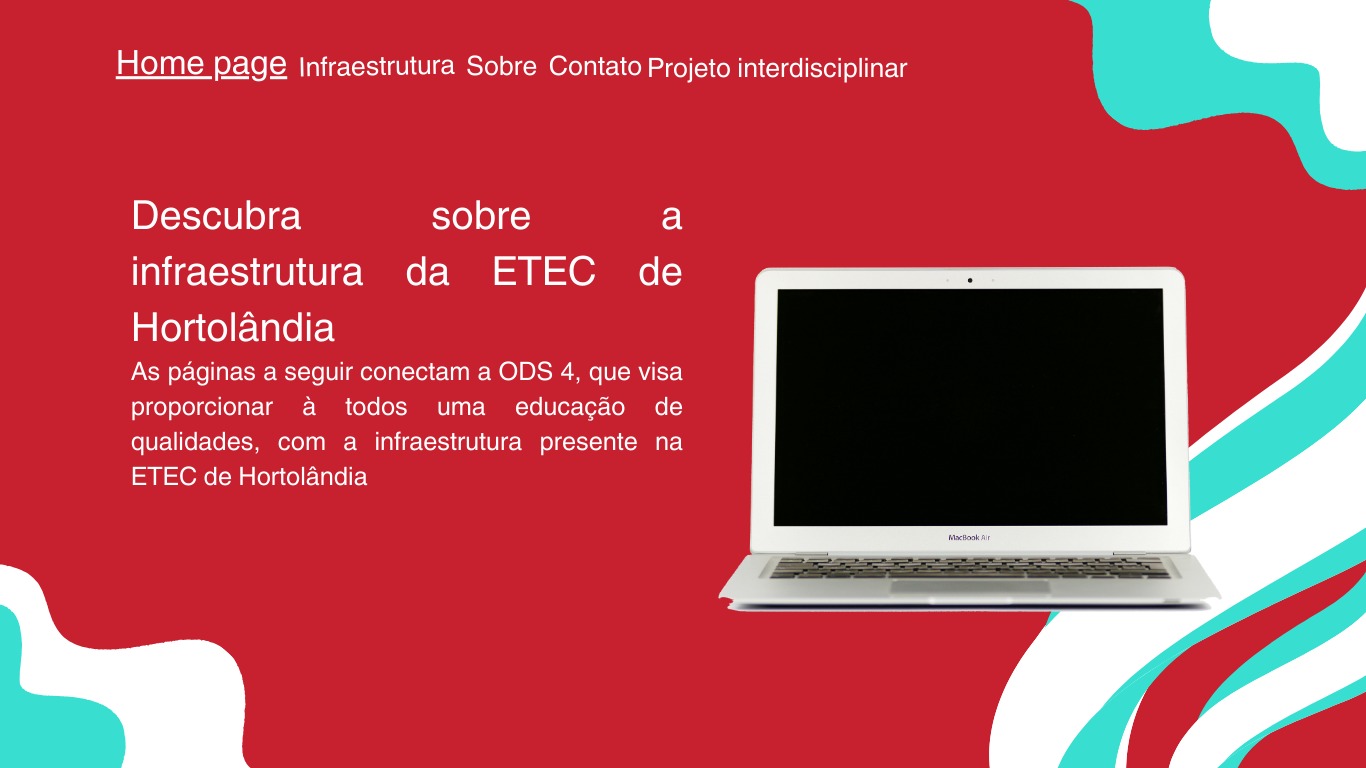 Home page Infraestrutura Sobre Contato Projeto interdisciplinar
Descubra sobre a
infraestrutura da ETEC de
Hortolândia
As páginas a seguir conectam a ODS 4, que visa
proporcionar à todos uma educação de
qualidades, com a infraestrutura presente na
ETEC de Hortolândia
MacBook Air